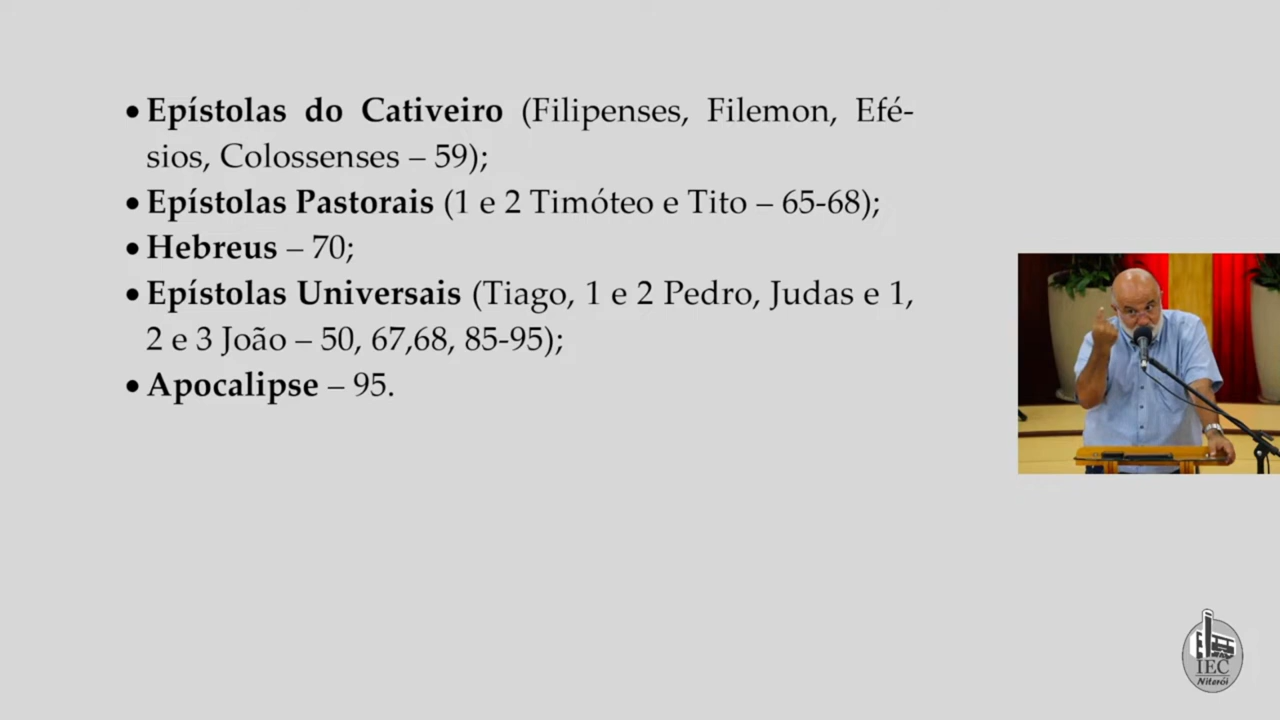 • Epístolas do Cativeiro (Filipenses, Filemon, Efé-
sios, Colossenses – 59);
• Epístolas Pastorais (1 e 2 Timóteo e Tito – 65-68);
• Hebreus – 70;
• Epístolas Universais (Tiago, 1 e 2 Pedro, Judas e 1,
2 e 3 João – 50, 67,68, 85-95);
• Apocalipse – 95.
IEC
Niterói